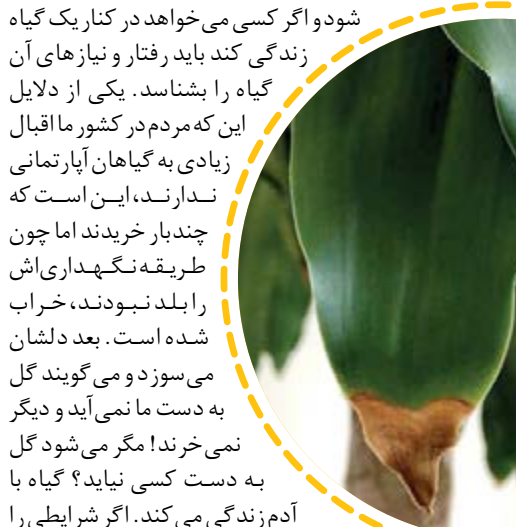 شود و اگر کسی می‌خواهد در کنار یک گیاه
زندگی کند باید رفتار و نیازهای آن
گیاه را بشناسد. یکی از دلایل
این که مردم در کشور ما اقبال
زیادی به گیاهان آپارتمانی
ندارند، این است که
چندبار خریدند اما چون
طریقه نگهداری‌اش
را بلد نبودند، خراب
شده است. بعد دلشان
می‌سوزد و می‌گویند گل
به دست ما نمی‌آید و دیگر
نمی‌خرند! مگر می‌شود گل
به دست کسی نیاید؟ گیاه با
آدم زندگی می‌کند. اگر شرایطی را